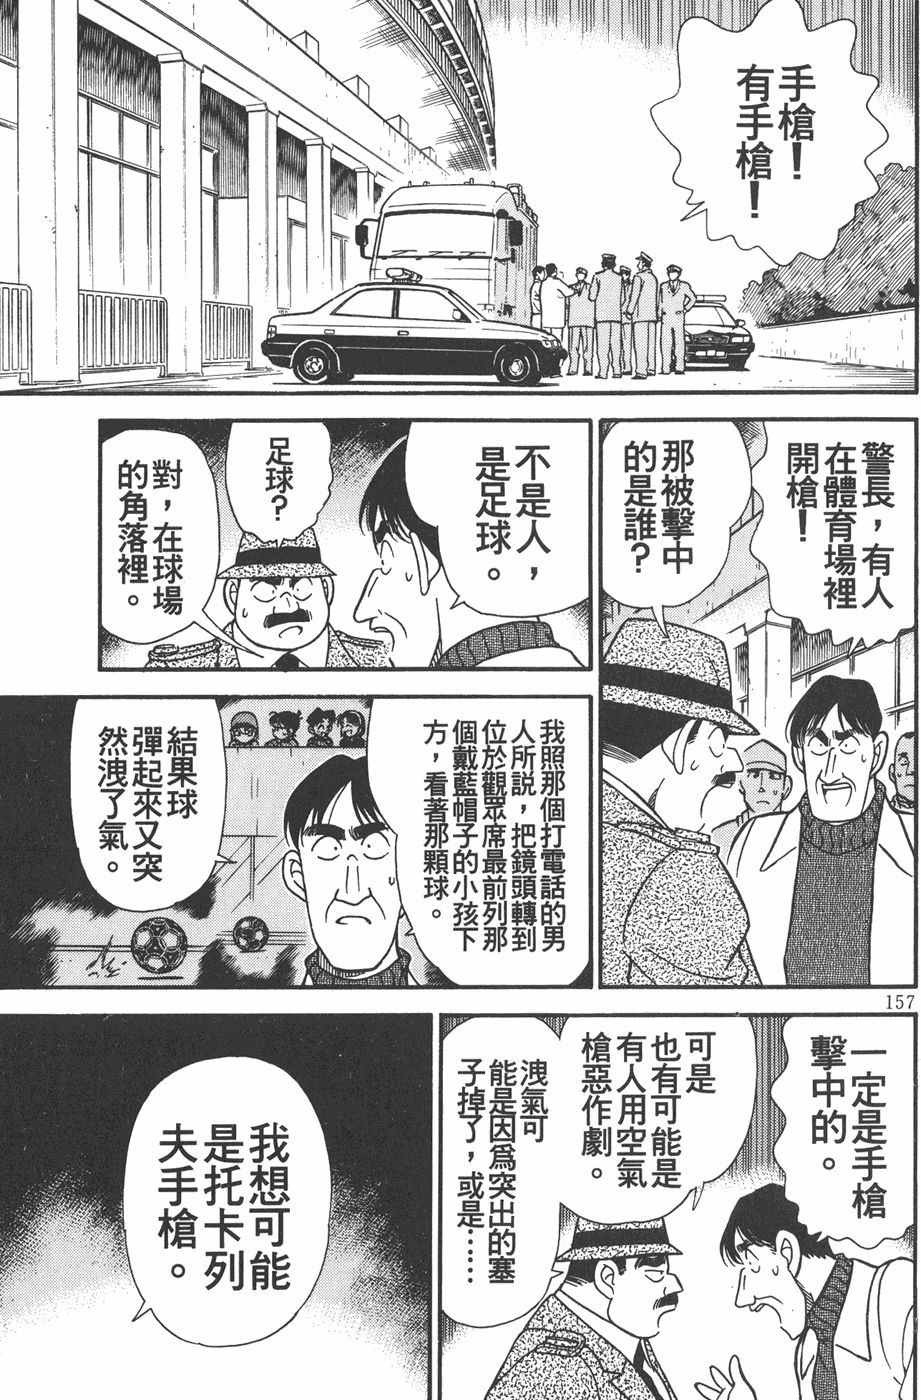 手槍！
有手槍！
警長，有人
在體育場裡
開槍！
那被擊中
的是誰？
不是人，
是足球。
足球？
對，在球場
的角落裡。
我照那個打電話的男
人所說，把鏡頭轉到
位於觀眾席最前列那
個戴藍帽子的小孩下
方，看著那顆球。
結果球
彈起來又突
然洩了氣。
157
一定是手槍
擊中的。
可是
也有可能是
有人用空氣
槍惡作劇。
洩氣可
能是因為突出的塞
子掉了，或是……
我想可能
是托卡列
夫手槍。